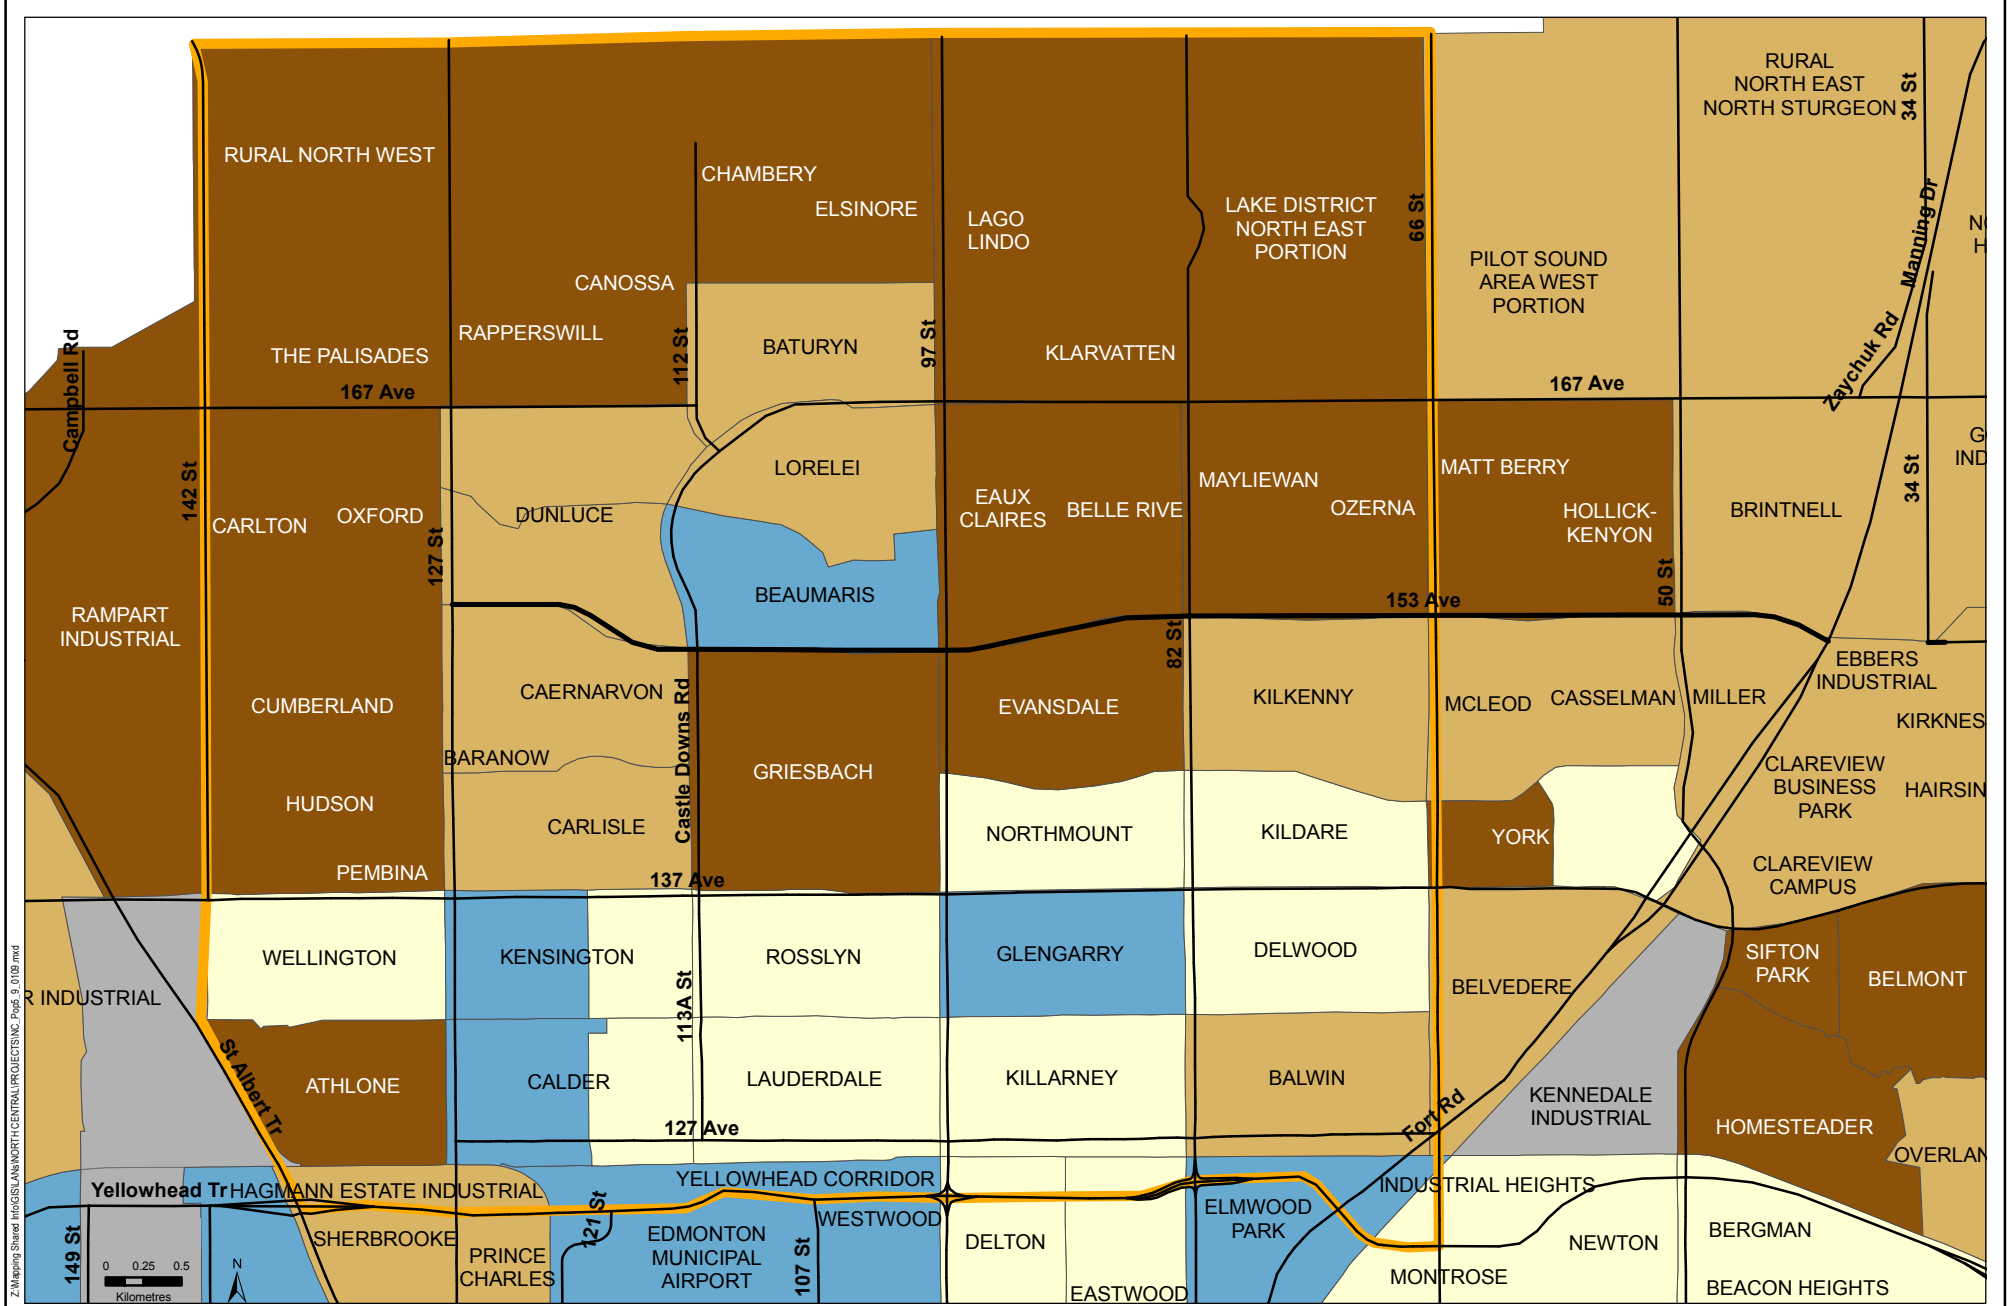 RURAL
NORTH EAST
NORTH STURGEON
34 St
RURAL NORTH WEST
CHAMBERY
ELSINORE
LAGO
LINDO
LAKE DISTRICT
NORTH EAST
PORTION
66 St
Manning Dr
PILOT SOUND
AREA WEST
PORTION
CANOSSA
RAPPERSWILL
THE PALISADES
112 St
BATURYN
97 St
KLARVATTEN
Zaychuk Rd
Campbell Rd
167 Ave
167 Ave
142 St
CARLTON
OXFORD
127 St
DUNLUCE
LORELEI
EAUX
CLAIRES
BELLE RIVE
MAYLIEWAN
OZERNA
MATT BERRY
HOLLICK-
KENYON
BRINTNELL
34 St
50 St
BEAUMARIS
153 Ave
RAMPART
INDUSTRIAL
82 St
EBBERS
INDUSTRIAL
CUMBERLAND
CAERNARVON
Castle Downs Rd
EVANSDALE
KILKENNY
MCLEOD
CASSELMAN
MILLER
KIRKNES
BARANOW
GRIESBACH
CLAREVIEW
BUSINESS
PARK
HAIRSIN
HUDSON
CARLISLE
NORTHMOUNT
KILDARE
YORK
PEMBINA
137 Ave
CLAREVIEW
CAMPUS
WELLINGTON
KENSINGTON
ROSSLYN
GLENGARRY
DELWOOD
BELVEDERE
SIFTON
PARK
BELMONT
R INDUSTRIAL
113A St
St Albert Tr
ATHLONE
CALDER
LAUDERDALE
KILLARNEY
BALWIN
Fort Rd
KENNEDALE
INDUSTRIAL
HOMESTEADER
127 Ave
OVERLAN
Yellowhead Tr
HAGMANN ESTATE INDUSTRIAL
YELLOWHEAD CORRIDOR
INDUSTRIAL HEIGHTS
149 St
SHERBROOKE
PRINCE
CHARLES
121 St
EDMONTON
MUNICIPAL
AIRPORT
107 St
WESTWOOD
DELTON
EASTWOOD
ELMWOOD
PARK
MONTROSE
NEWTON
BERGMAN
BEACON HEIGHTS
0 0.25 0.5
Kilometres
N